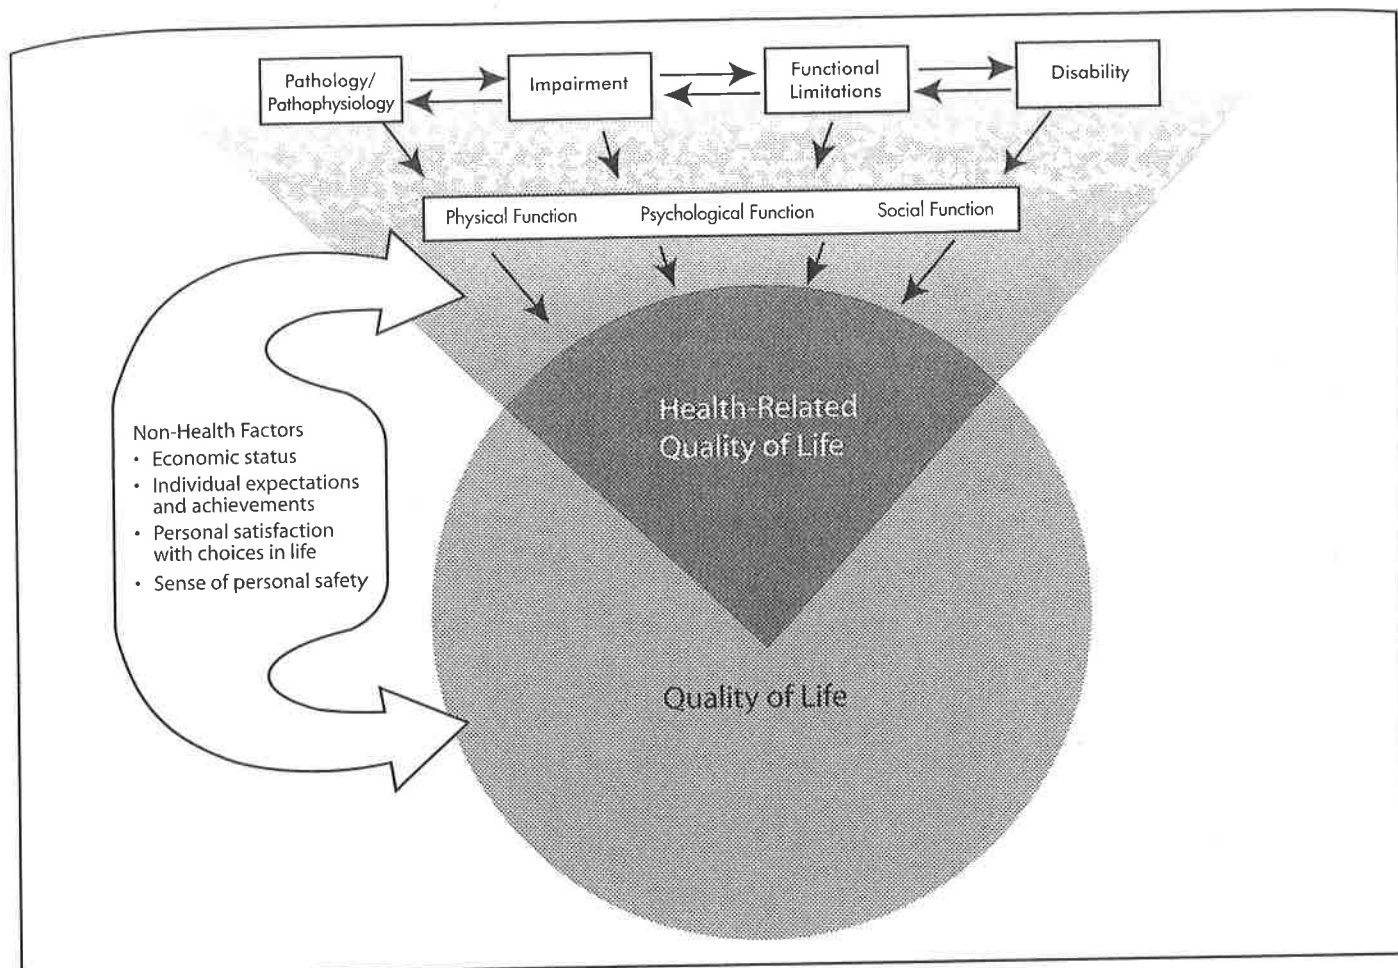 Pathology/
Pathophysiology
Impairment
Functional
Limitations
Disability
Physical Function
Psychological Function
Social Function
Health-Related
Quality of Life
Non-Health Factors
• Economic status
• Individual expectations
and achievements
• Personal satisfaction
with choices in life
• Sense of personal safety
Quality of Life